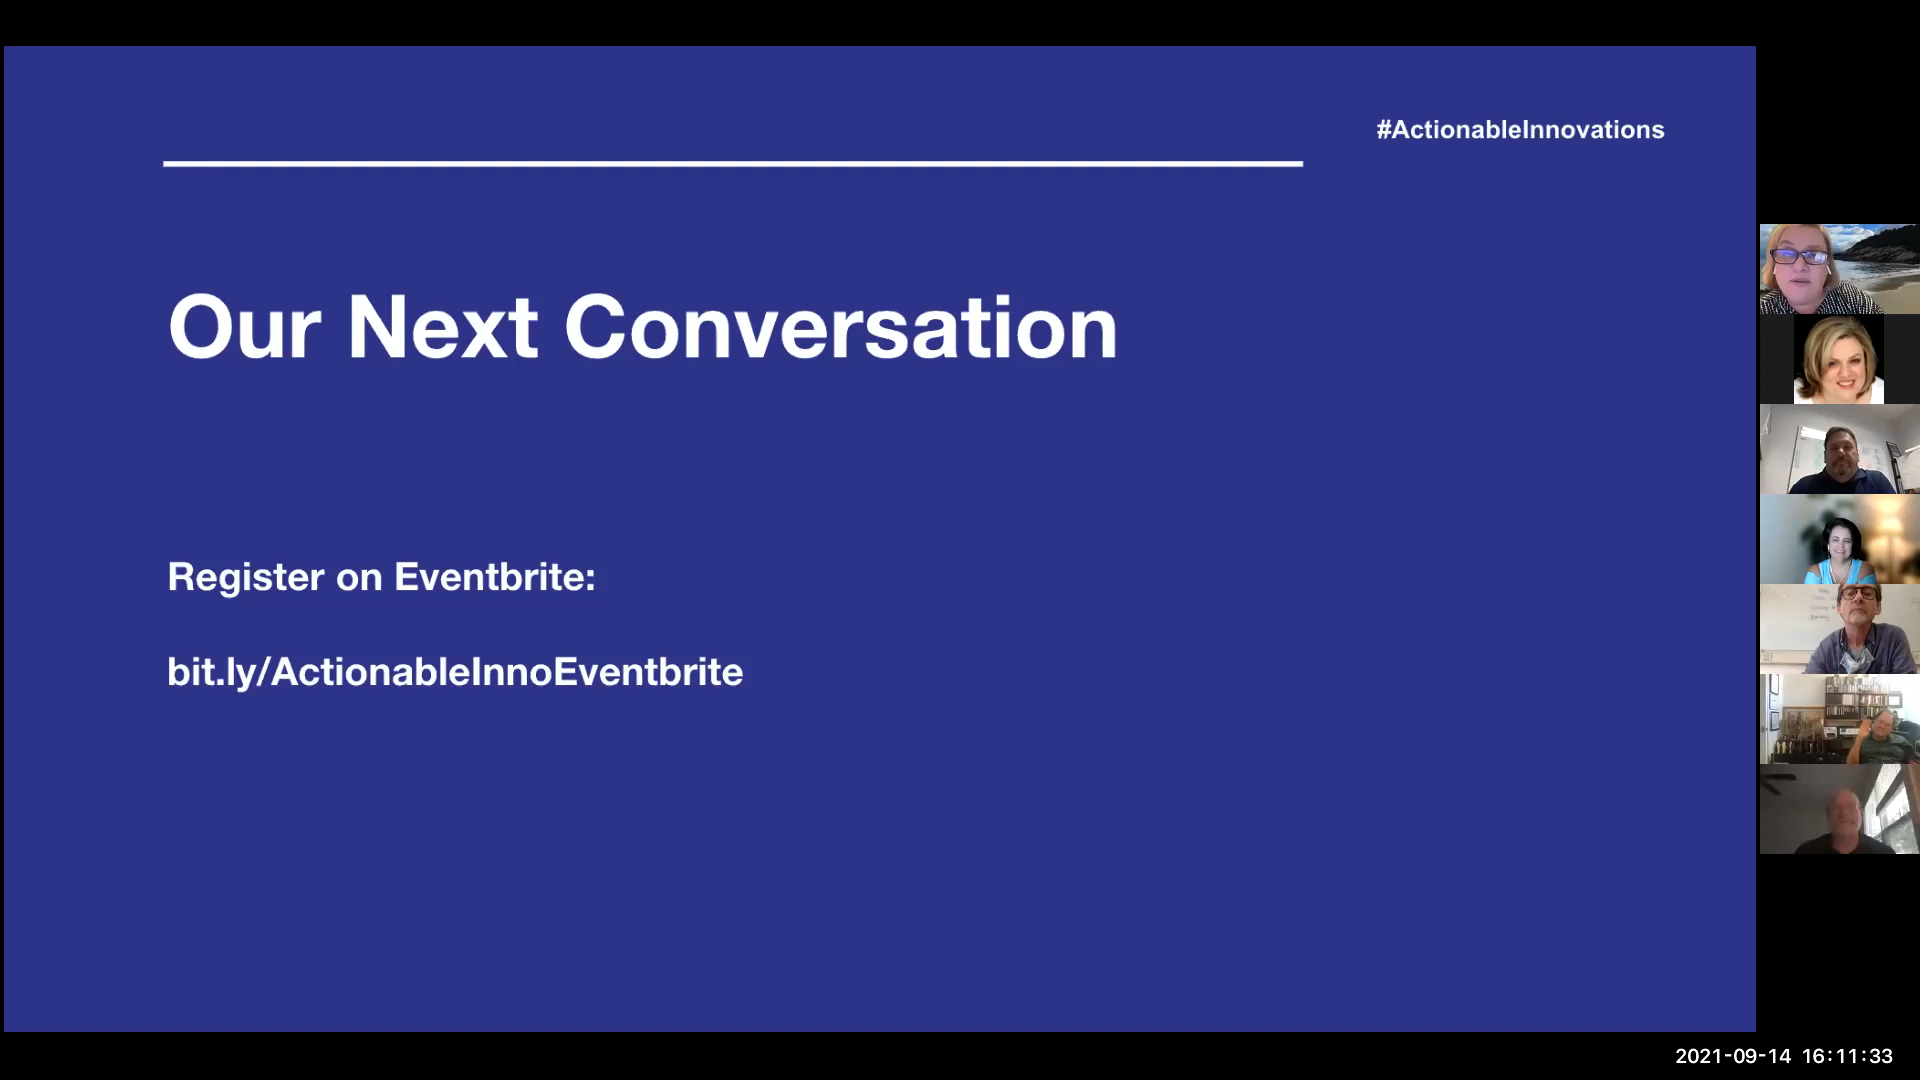 #ActionableInnovations
Our Next Conversation
Register on Eventbrite:
bit.ly/ActionableInnoEventbrite
2021-09-14 16:11:33